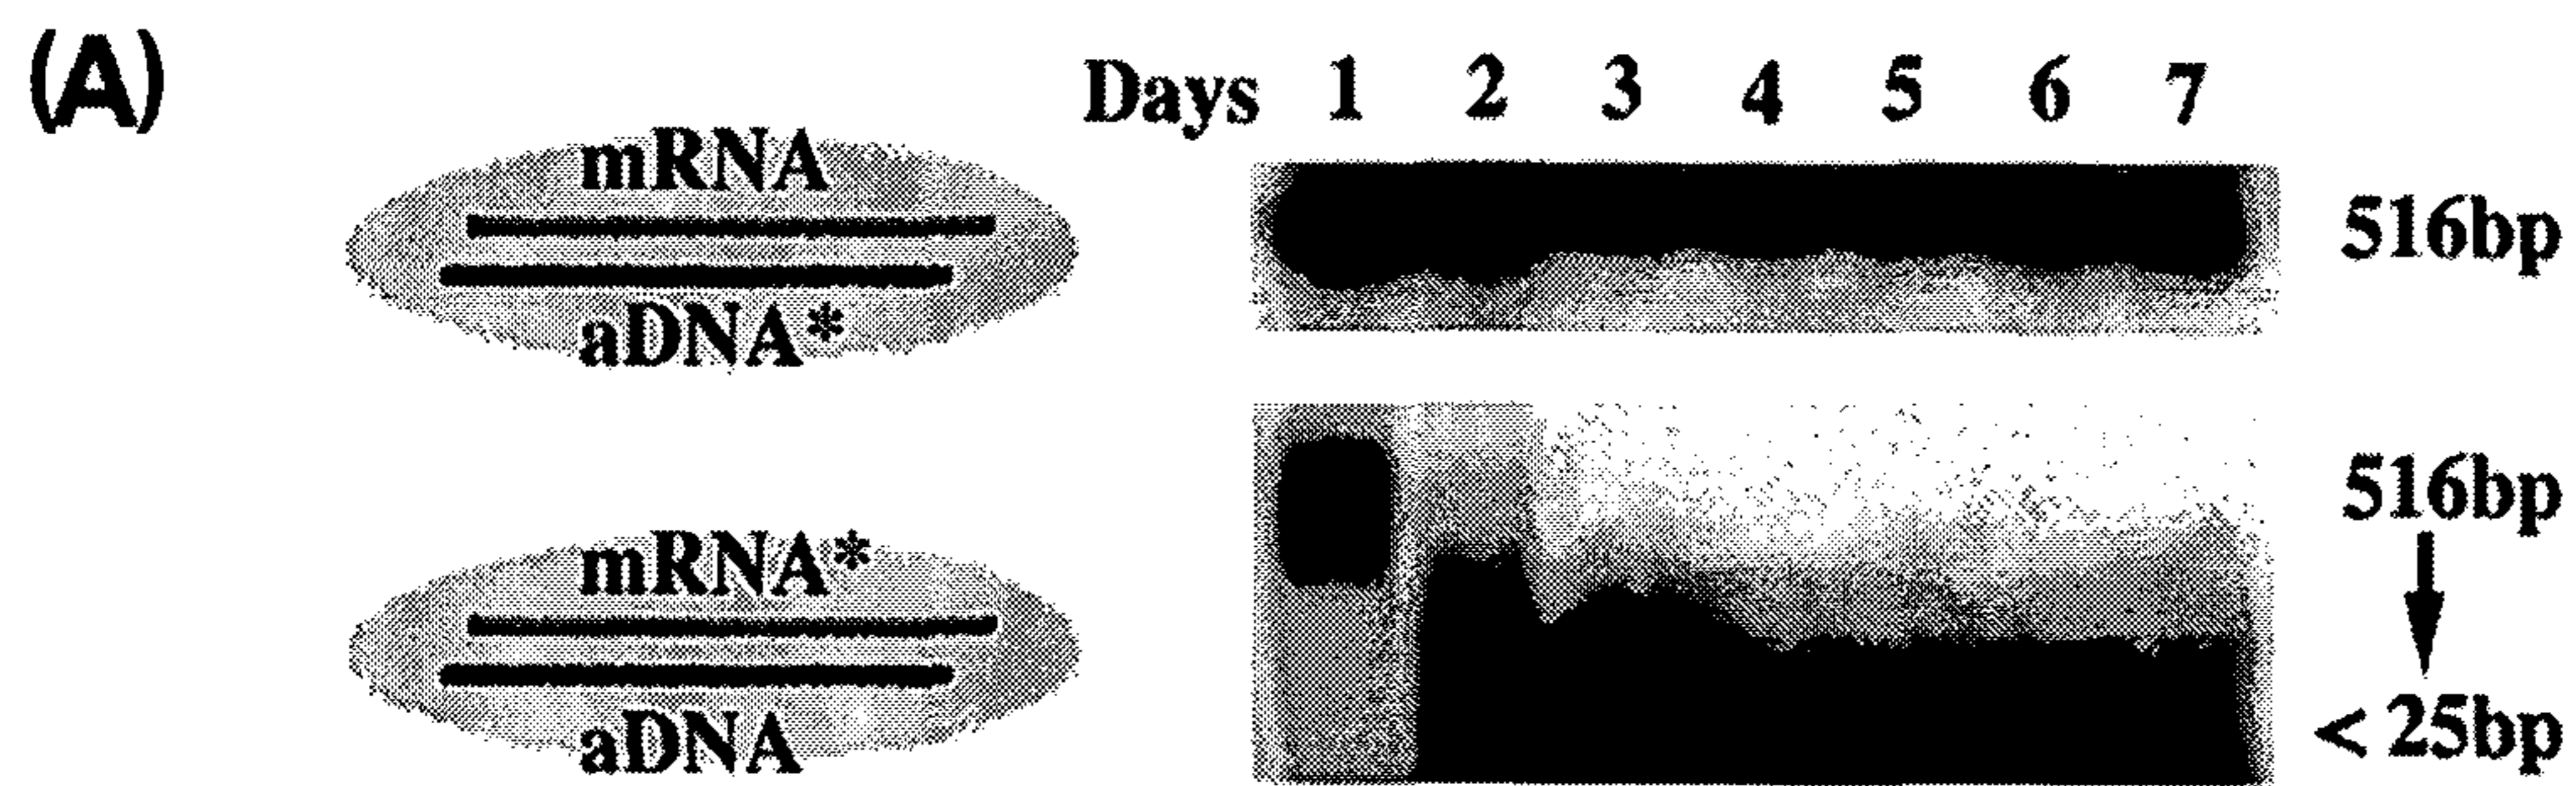 (A)
Days 1 2 3 4 5 6 7
mRNA
aDNA*
516bp
mRNA*
aDNA
516bp
< 25bp